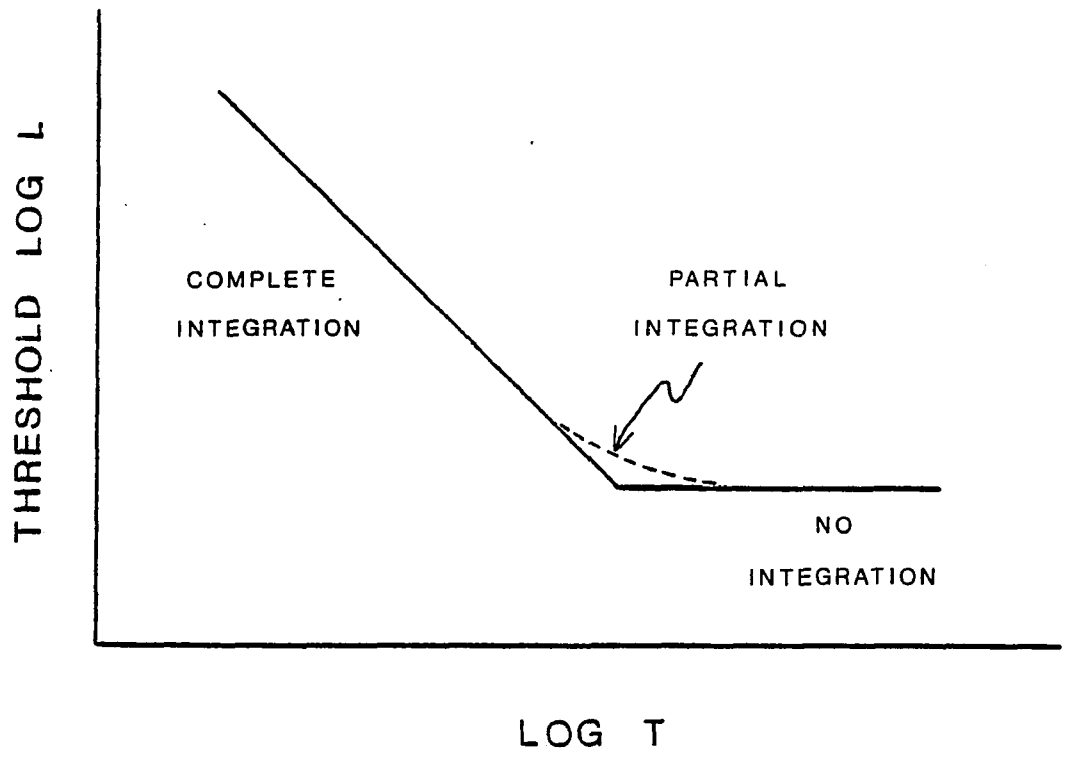 THRESHOLD LOG L
COMPLETE
INTEGRATION
PARTIAL
INTEGRATION
NO
INTEGRATION
LOG T